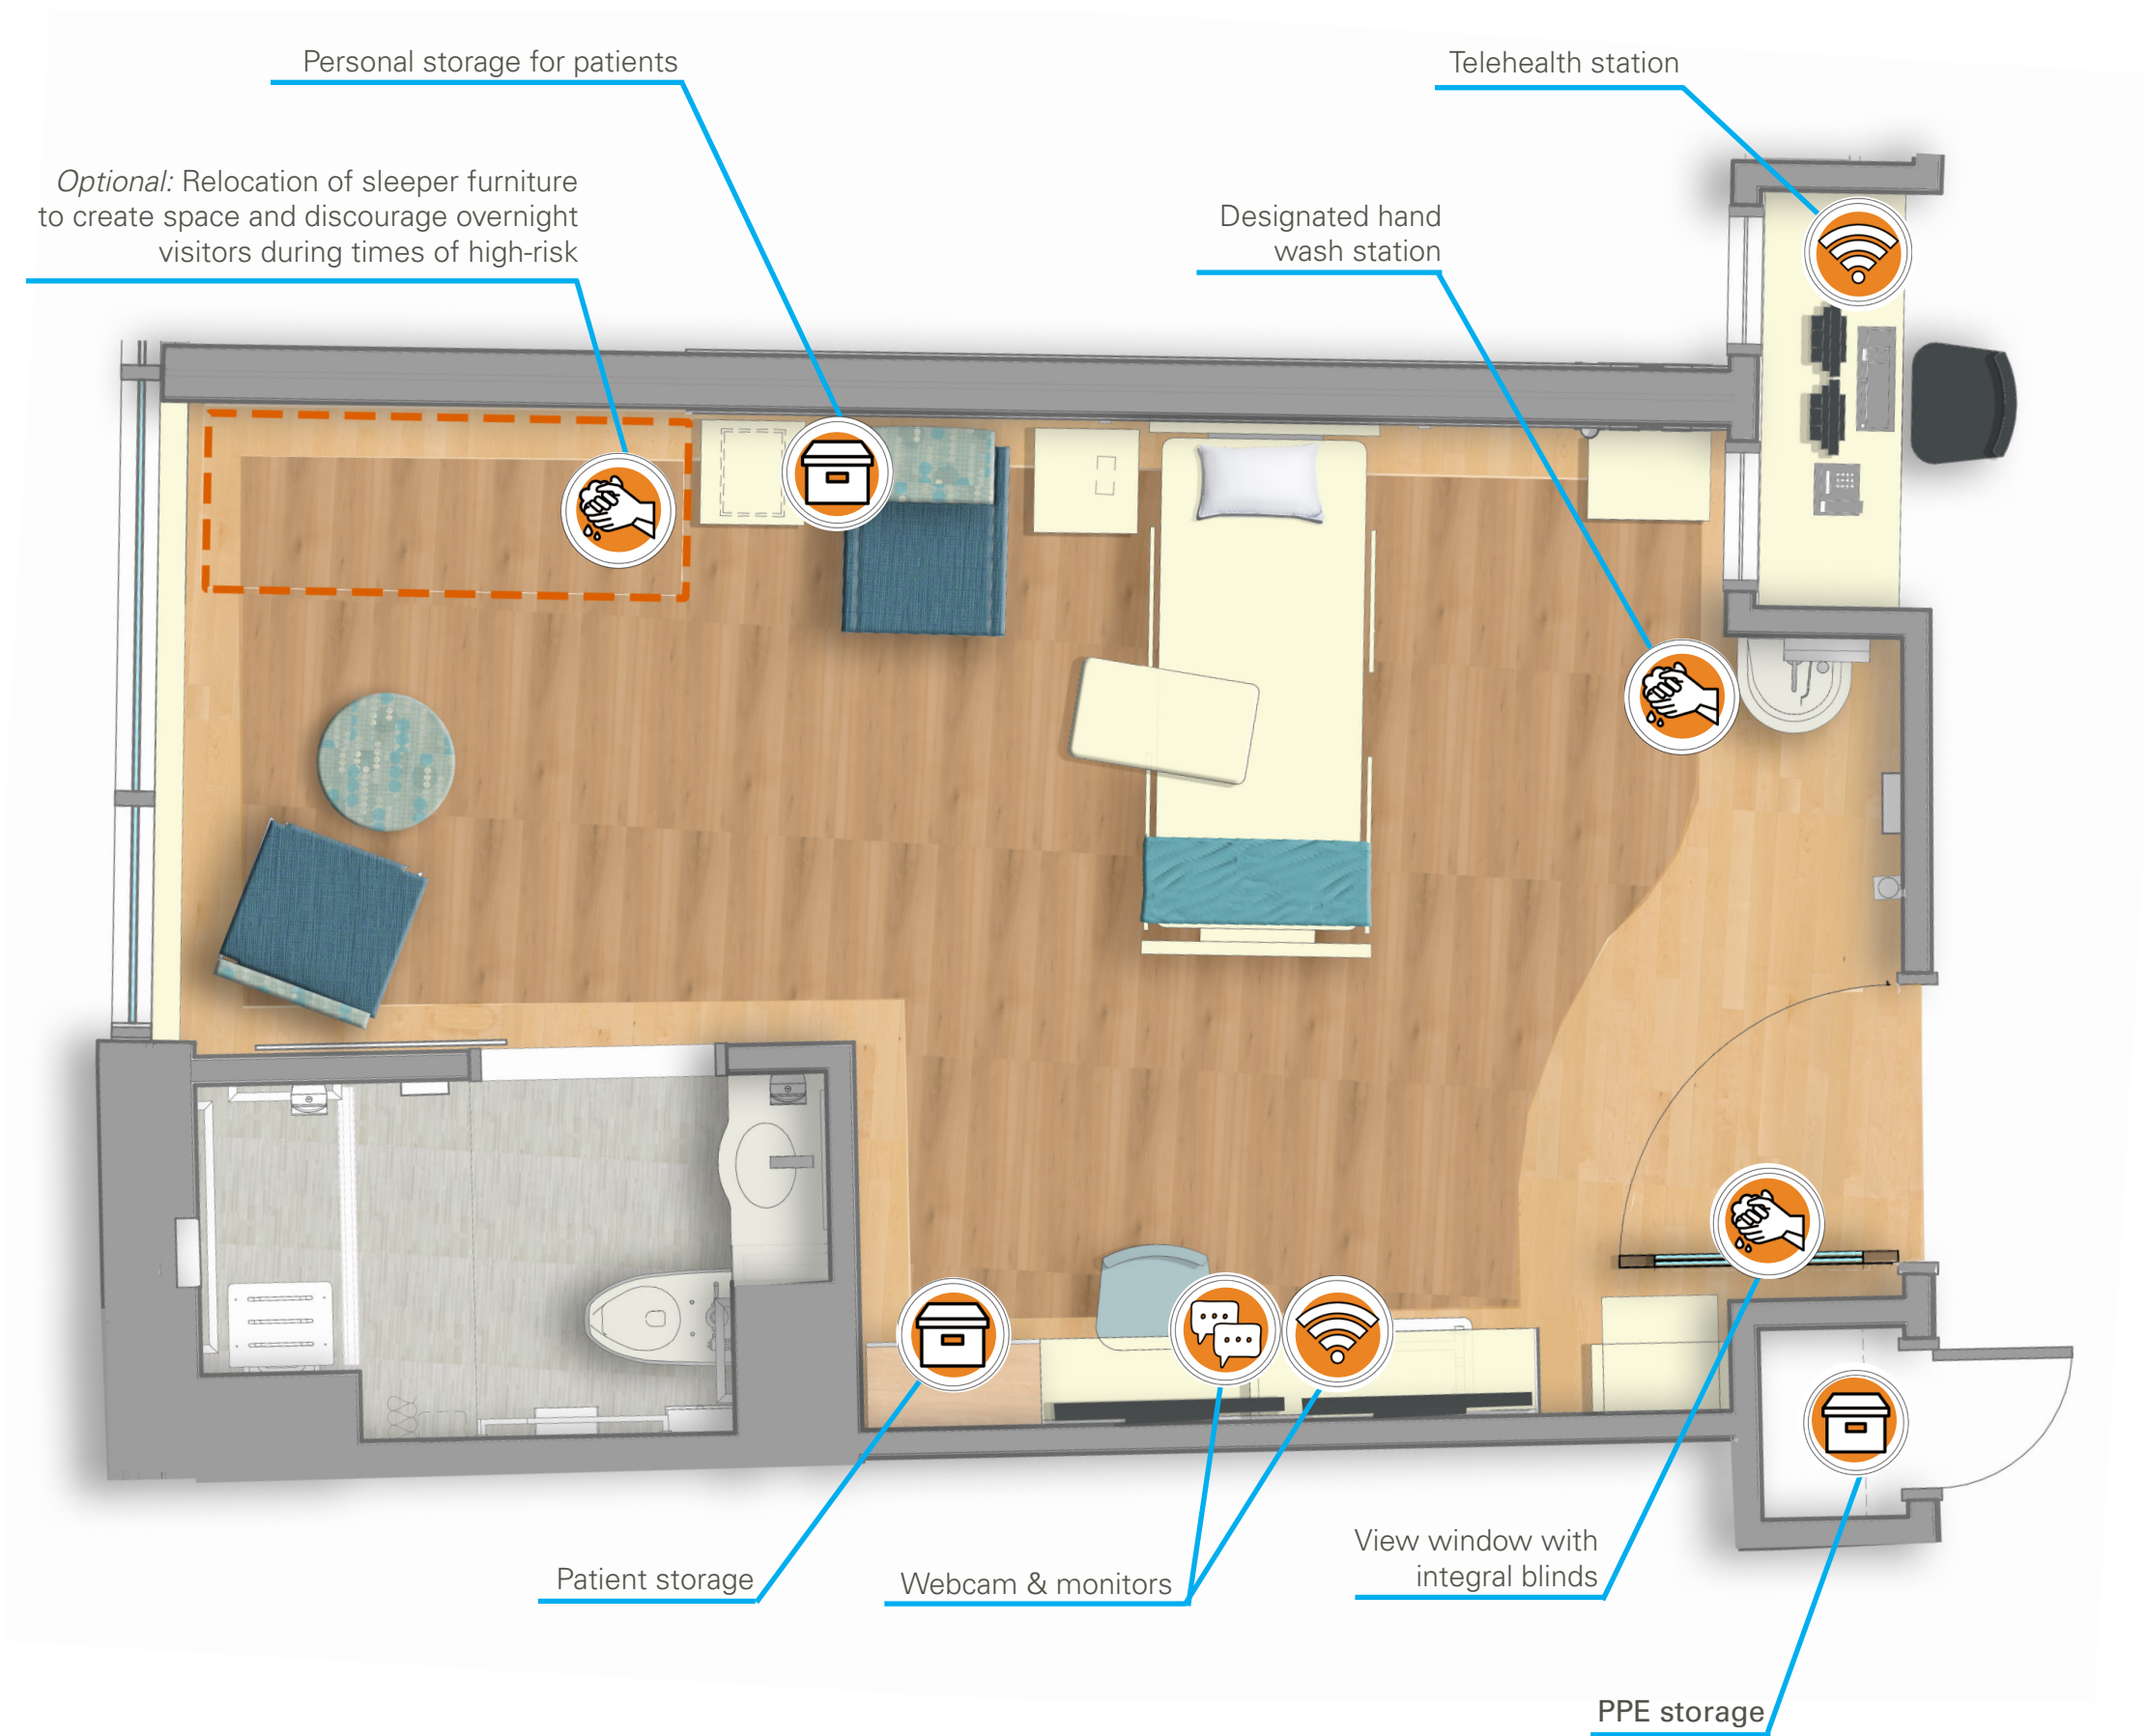 Personal storage for patients
Telehealth station
Optional: Relocation of sleeper furniture
to create space and discourage overnight
visitors during times of high-risk
Designated hand
wash station
Patient storage
Webcam & monitors
View window with
integral blinds
PPE storage